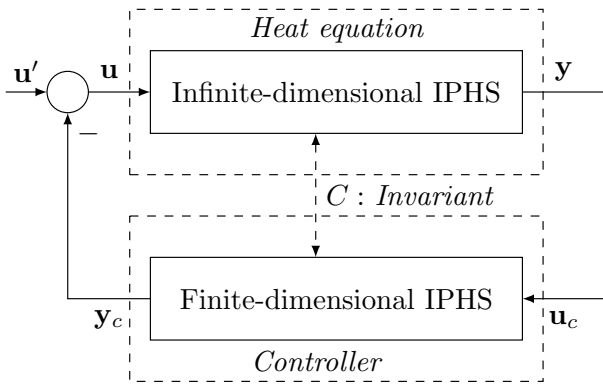 Heat equation
u′
u
Infinite-dimensional IPHS
y
−
C : Invariant
Finite-dimensional IPHS
y_c
u_c
Controller